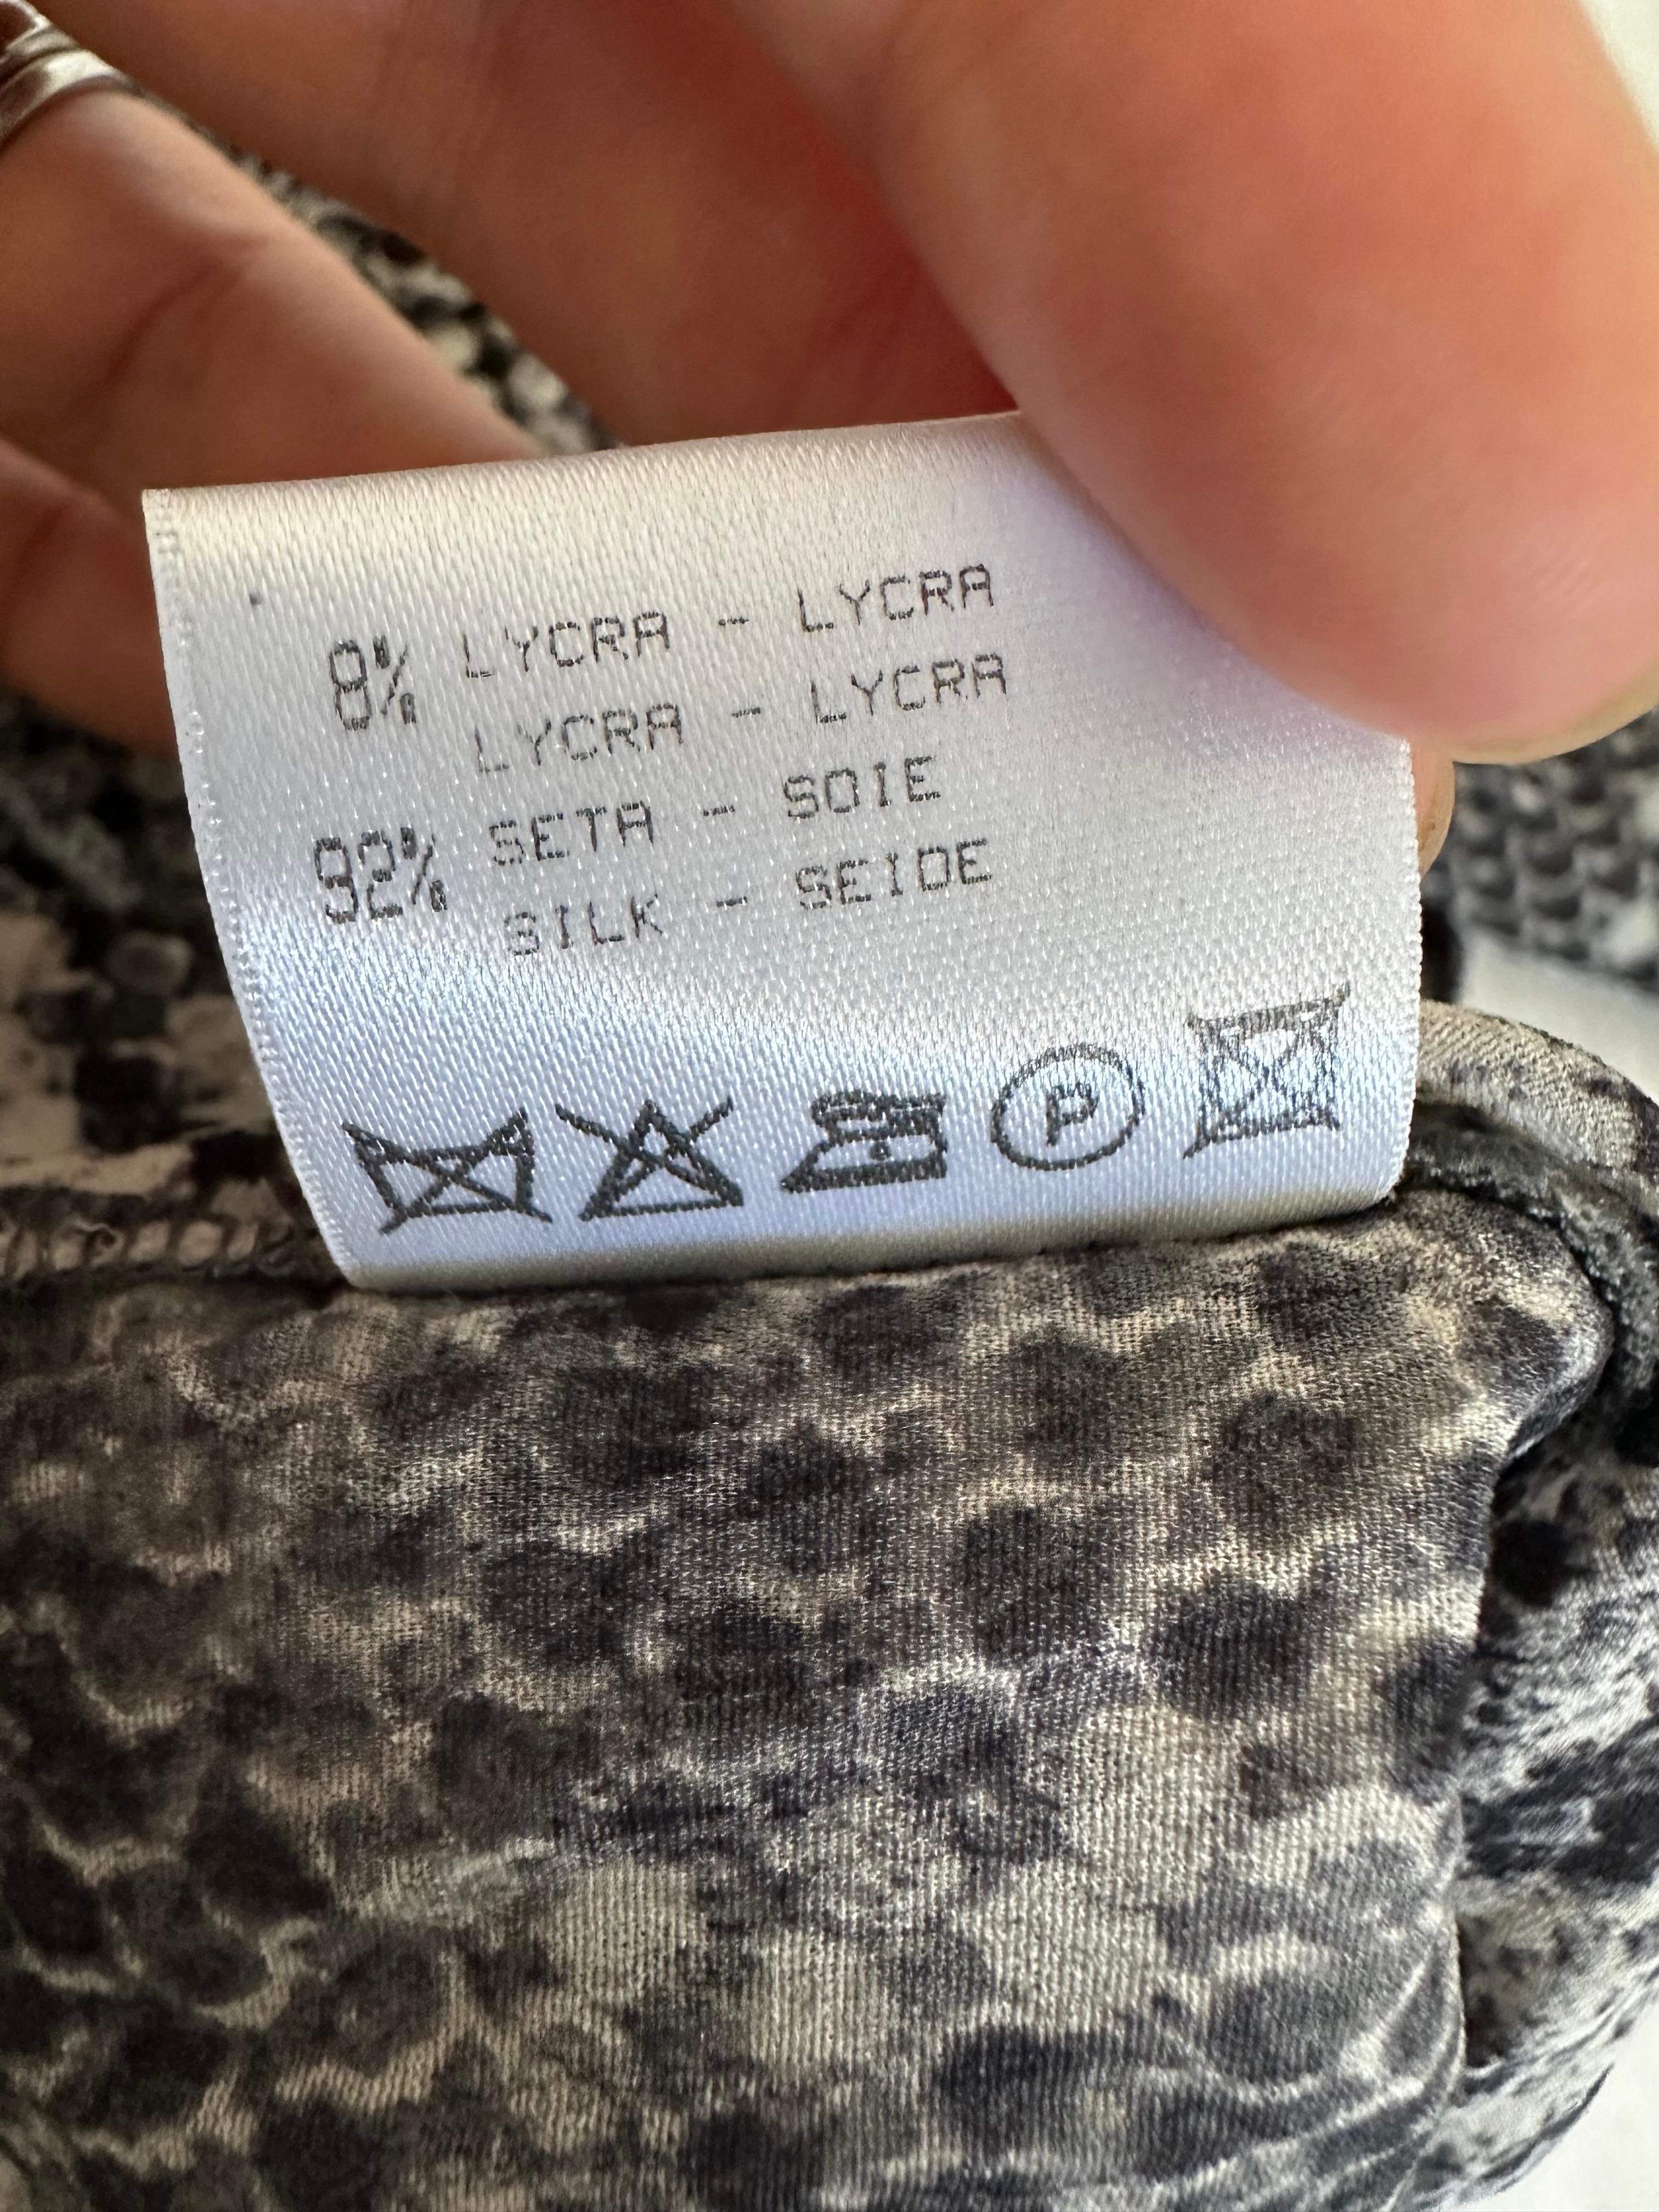 8% LYCRA - LYCRA
LYCRA - LYCRA
92% SETA - SOIE
SILK - SEIDE
P